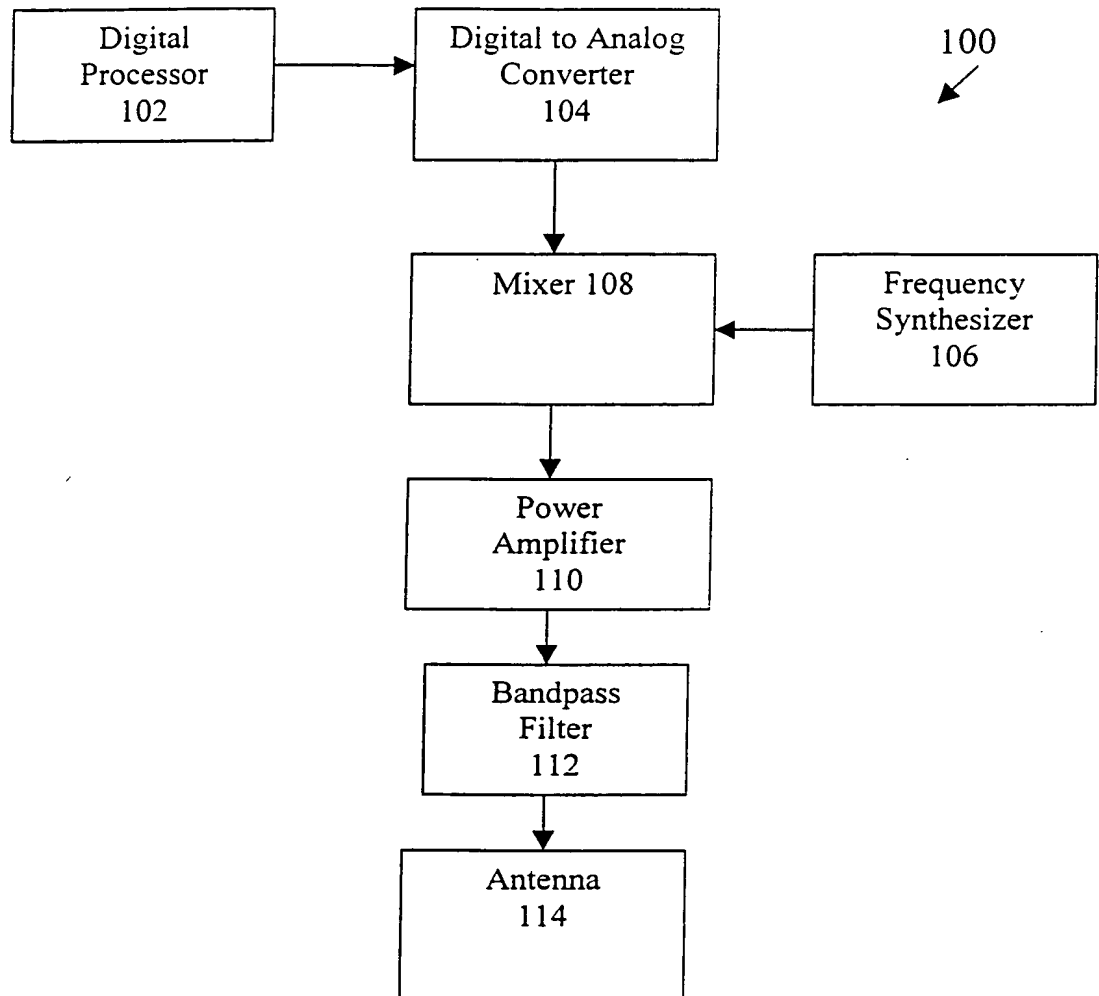 Digital
Processor
102
Digital to Analog
Converter
104
100
Mixer 108
Frequency
Synthesizer
106
Power
Amplifier
110
Bandpass
Filter
112
Antenna
114